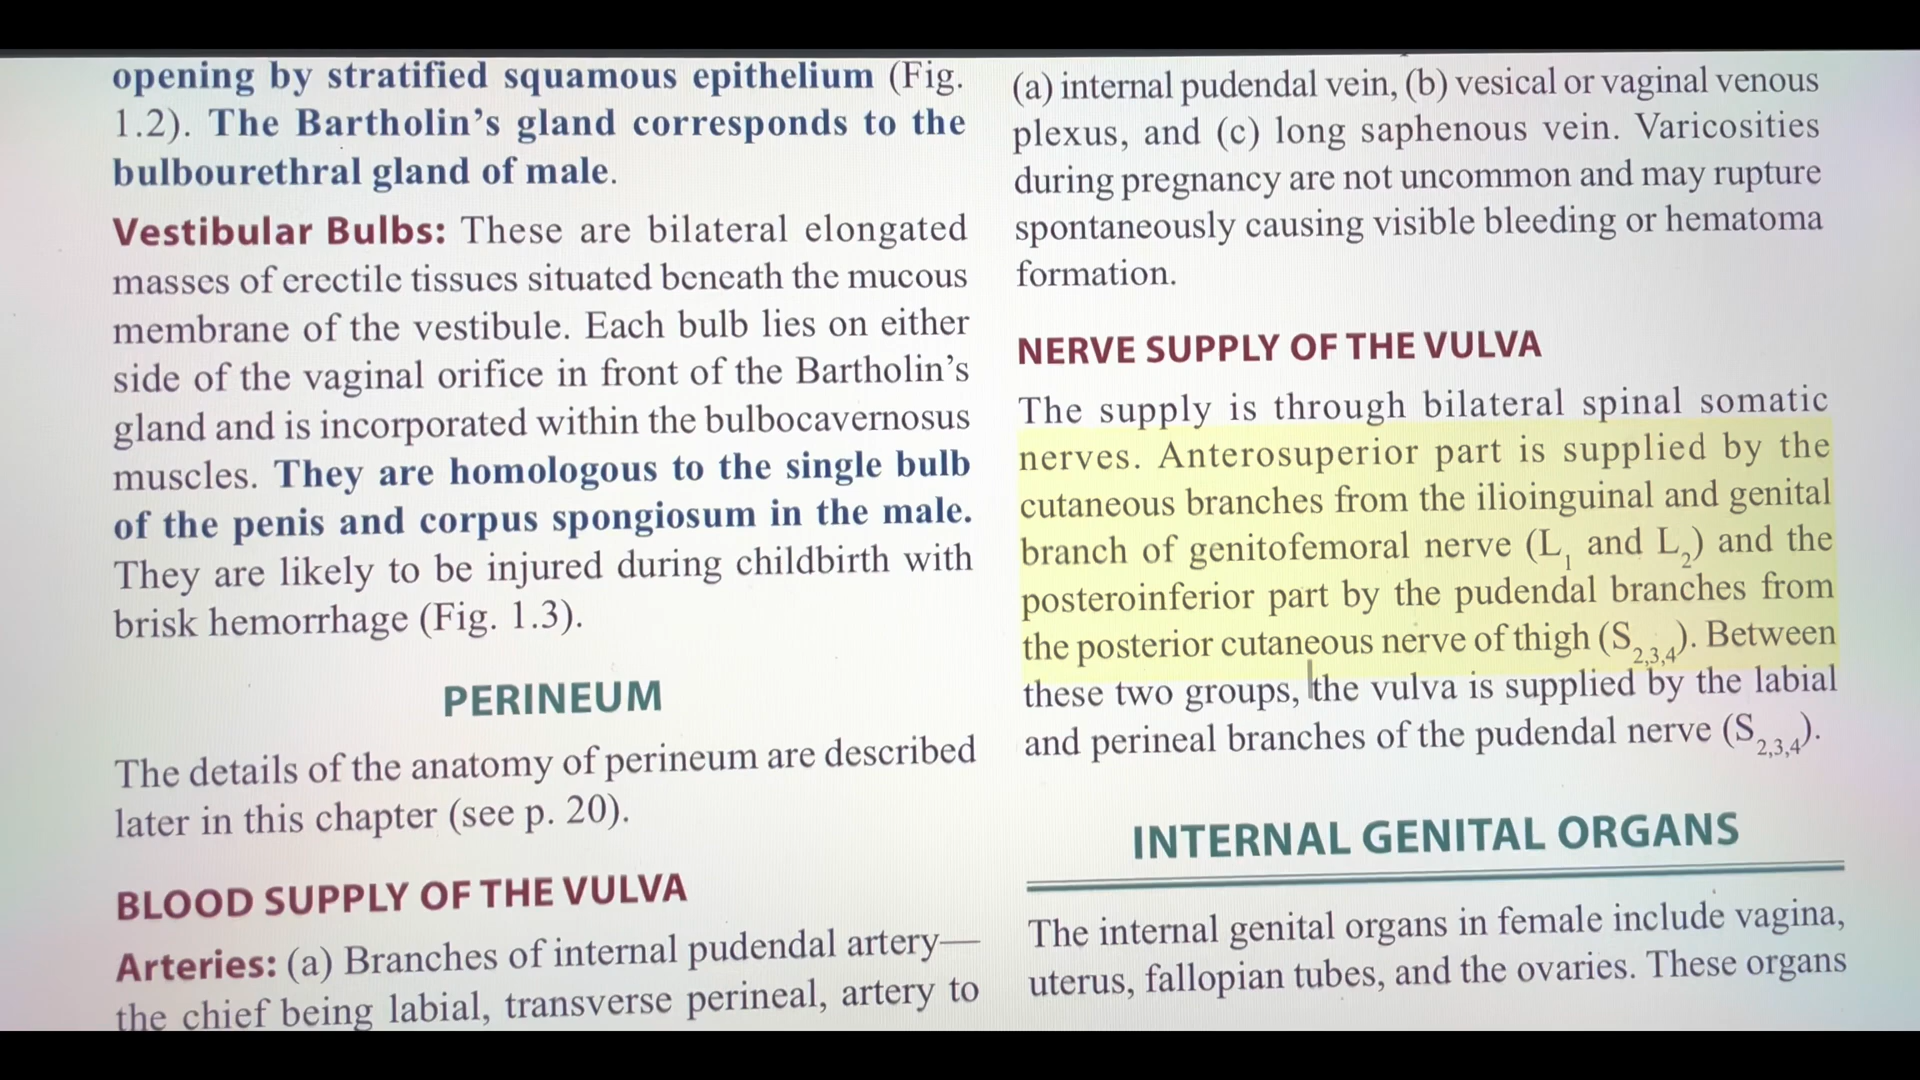 opening by stratified squamous epithelium (Fig.
1.2). The Bartholin's gland corresponds to the
bulbourethral gland of male.
Vestibular Bulbs: These are bilateral elongated
masses of erectile tissues situated beneath the mucous
membrane of the vestibule. Each bulb lies on either
side of the vaginal orifice in front of the Bartholin's
gland and is incorporated within the bulbocavernosus
muscles. They are homologous to the single bulb
of the penis and corpus spongiosum in the male.
They are likely to be injured during childbirth with
brisk hemorrhage (Fig. 1.3).
PERINEUM
The details of the anatomy of perineum are described
later in this chapter (see p. 20).
BLOOD SUPPLY OF THE VULVA
Arteries: (a) Branches of internal pudendal artery—
the chief being labial, transverse perineal, artery to
(a) internal pudendal vein, (b) vesical or vaginal venous
plexus, and (c) long saphenous vein. Varicosities
during pregnancy are not uncommon and may rupture
spontaneously causing visible bleeding or hematoma
formation.
NERVE SUPPLY OF THE VULVA
The supply is through bilateral spinal somatic
nerves. Anterosuperior part is supplied by the
cutaneous branches from the ilioinguinal and genital
branch of genitofemoral nerve (L₁ and L₂) and the
posteroinferior part by the pudendal branches from
the posterior cutaneous nerve of thigh (S₂,₃,₄). Between
these two groups, the vulva is supplied by the labial
and perineal branches of the pudendal nerve (S₂,₃,₄).
INTERNAL GENITAL ORGANS
The internal genital organs in female include vagina,
uterus, fallopian tubes, and the ovaries. These organs